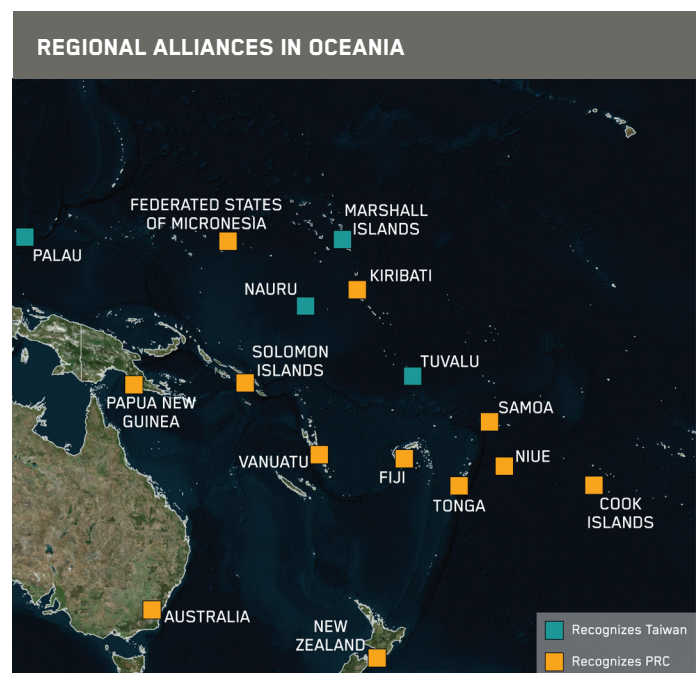 REGIONAL ALLIANCES IN OCEANIA
FEDERATED STATES
OF MICRONESIA
MARSHALL
ISLANDS
PALAU
KIRIBATI
NAURU
SOLOMON
ISLANDS
TUVALU
PAPUA NEW
GUINEA
SAMOA
VANUATU
FIJI
NIUE
TONGA
COOK
ISLANDS
AUSTRALIA
NEW
ZEALAND
Recognizes Taiwan
Recognizes PRC